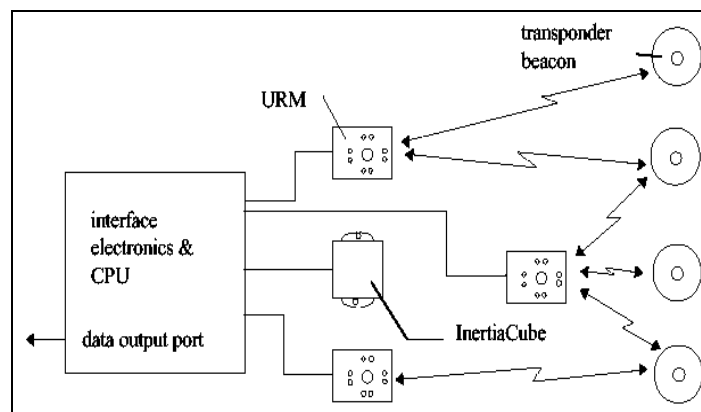 transponder
beacon
URM
interface
electronics &
CPU
InertiaCube
data output port